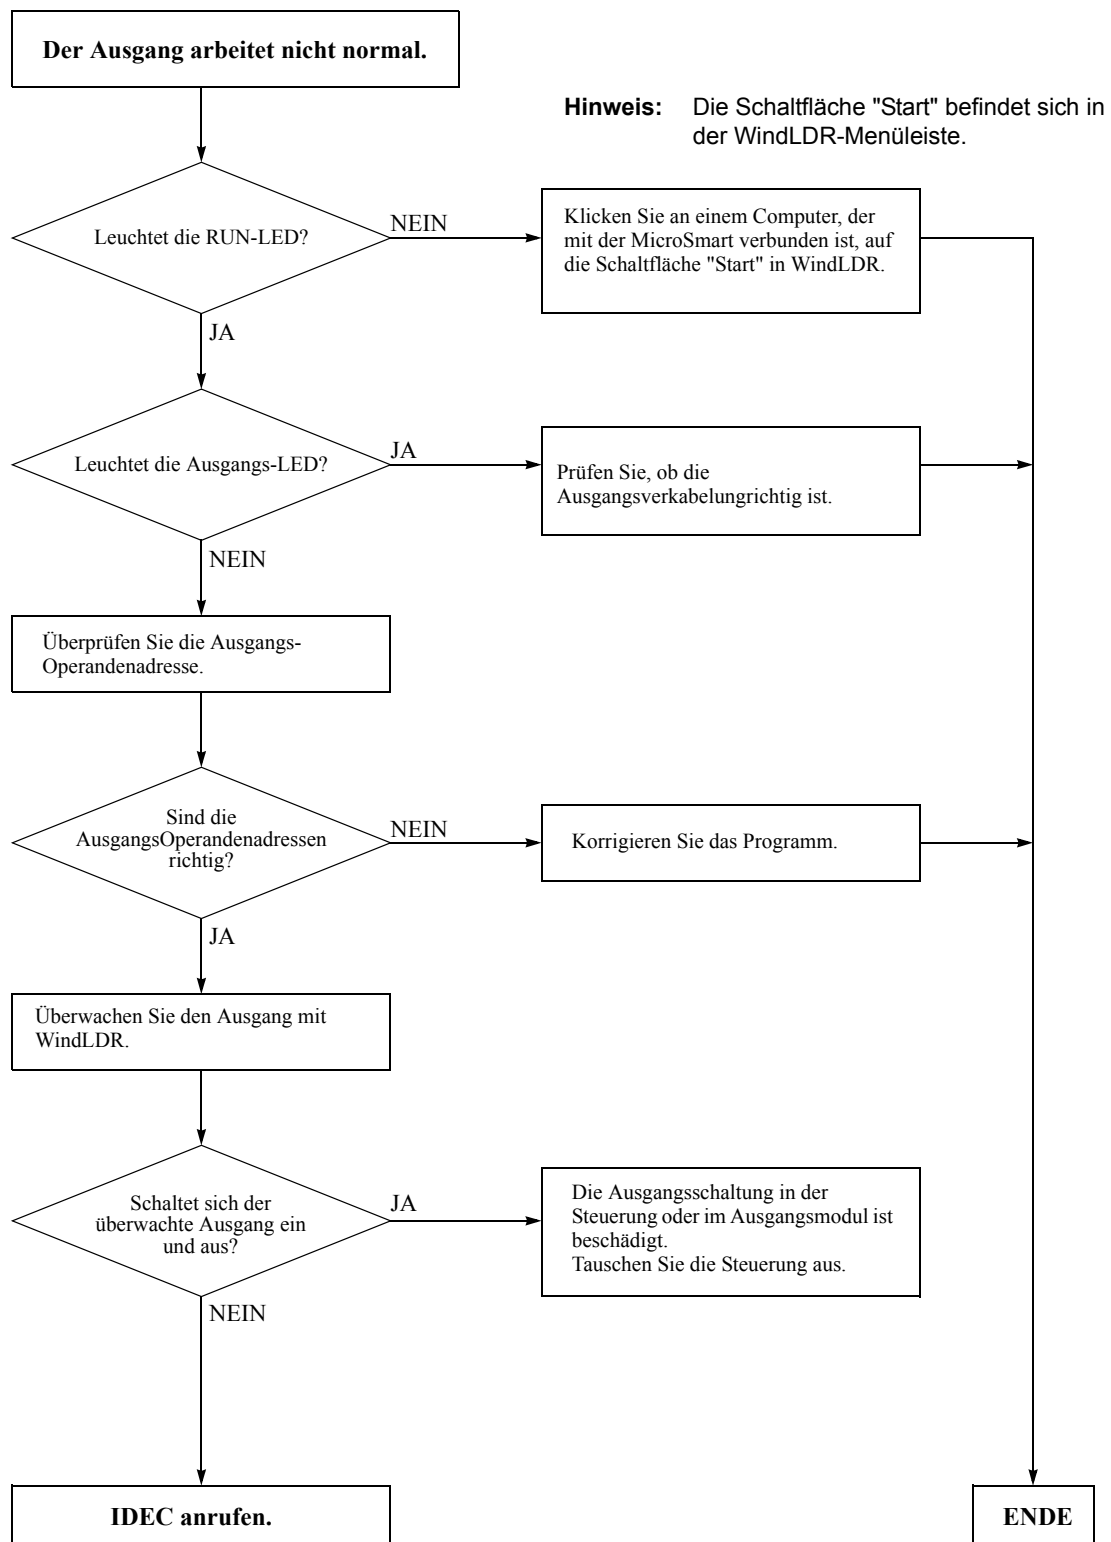 Der Ausgang arbeitet nicht normal.
Hinweis: Die Schaltfläche "Start" befindet sich in
der WindLDR-Menüleiste.
Leuchtet die RUN-LED?
NEIN
Klicken Sie an einem Computer, der
mit der MicroSmart verbunden ist, auf
die Schaltfläche "Start" in WindLDR.
JA
Leuchtet die Ausgangs-LED?
JA
Prüfen Sie, ob die
Ausgangsverkabelungrichtig ist.
NEIN
Überprüfen Sie die Ausgangs-
Operandenadresse.
Sind die
AusgangsOperandenadressen
richtig?
NEIN
Korrigieren Sie das Programm.
JA
Überwachen Sie den Ausgang mit
WindLDR.
Schaltet sich der
überwachte Ausgang ein
und aus?
JA
Die Ausgangsschaltung in der
Steuerung oder im Ausgangsmodul ist
beschädigt.
Tauschen Sie die Steuerung aus.
NEIN
IDEC anrufen.
ENDE